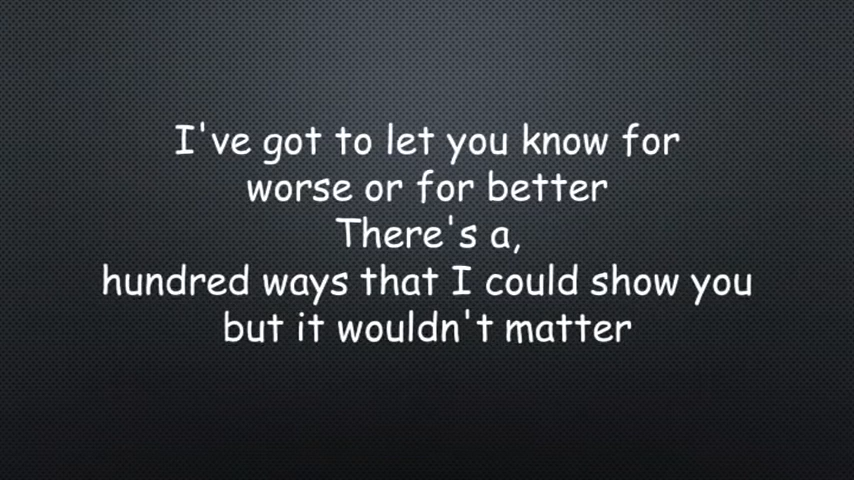 I've got to let you know for
worse or for better
There's a,
hundred ways that I could show you
but it wouldn't matter